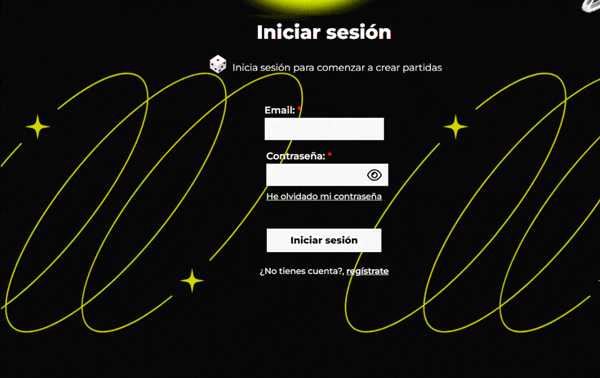 Iniciar sesión
Inicia sesión para comenzar a crear partidas
Email: *
Contraseña: *
He olvidado mi contraseña
Iniciar sesión
¿No tienes cuenta?, regístrate